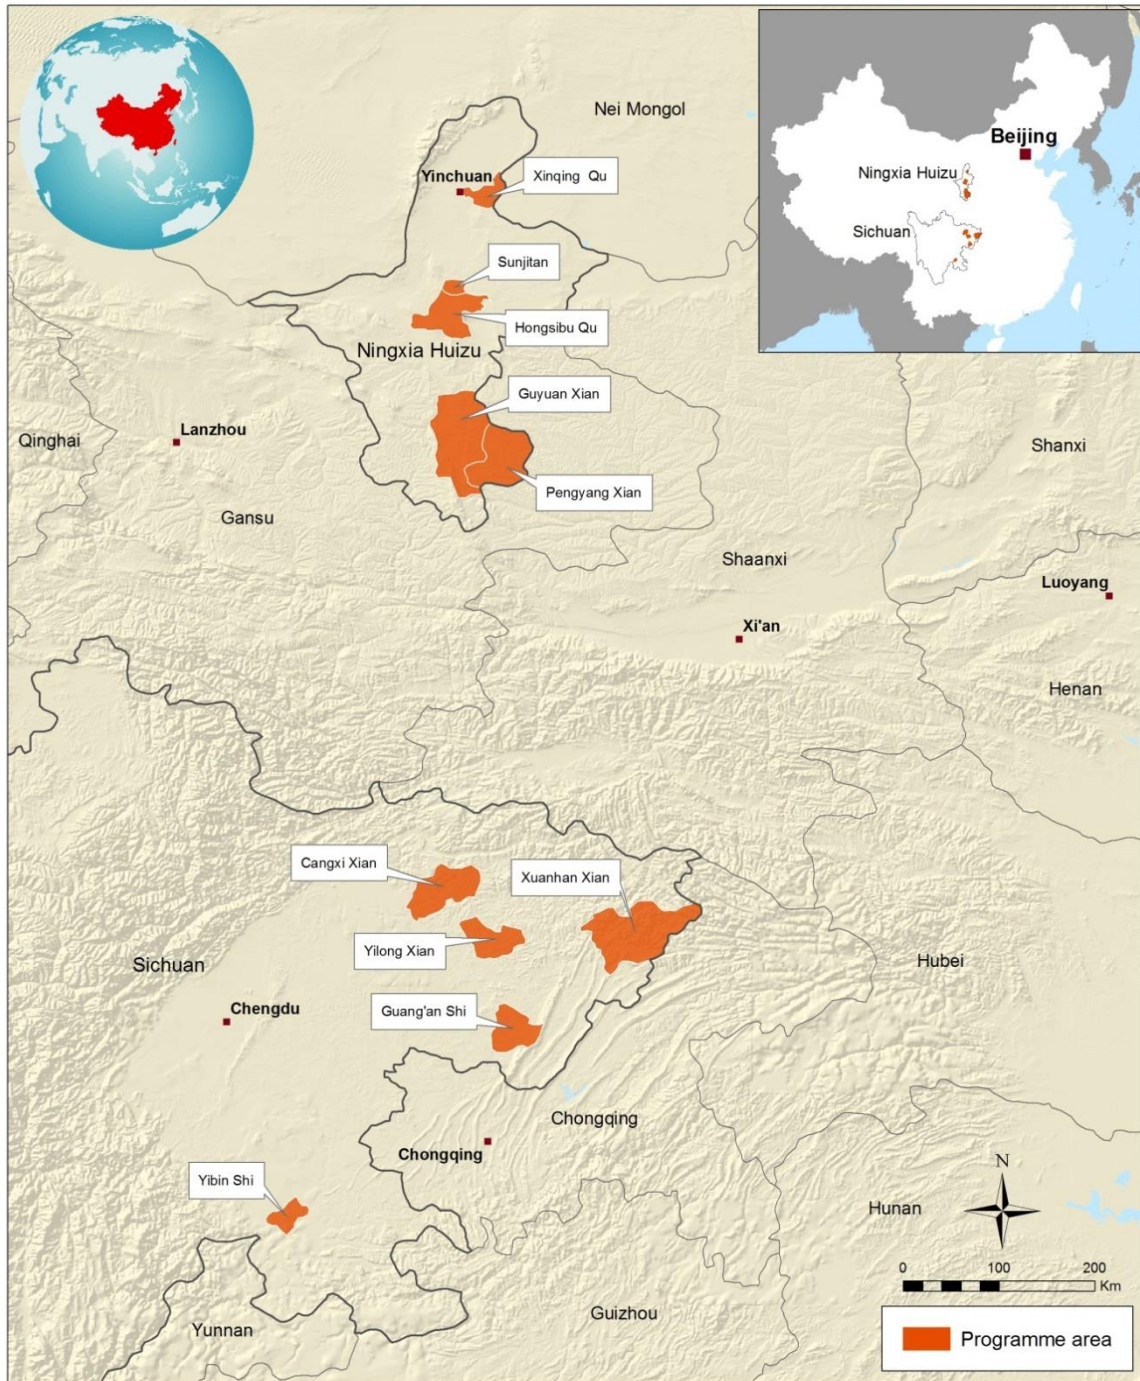 Nei Mongol
Beijing
Ningxia Huizu
Sichuan
Yinchuan
Xinqing Qu
Sunjitan
Hongsibu Qu
Ningxia Huizu
Guyuan Xian
Lanzhou
Qinghai
Shanxi
Pengyang Xian
Gansu
Shaanxi
Luoyang
Xi'an
Henan
Cangxi Xian
Xuanhan Xian
Yilong Xian
Sichuan
Hubei
Chengdu
Guang'an Shi
Chongqing
Chongqing
N
Yibin Shi
Hunan
0 100 200
Km
Guizhou
Yunnan
Programme area